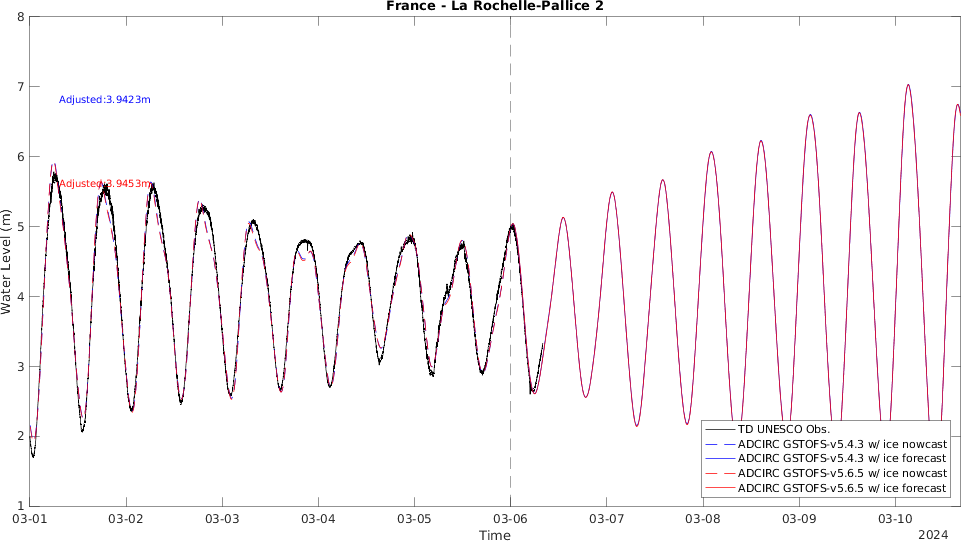 France - La Rochelle-Pallice 2
8
7
6
5
4
3
2
1
Water Level (m)
Adjusted:3.9423m
Adjusted:3.9453m
TD UNESCO Obs.
ADCIRC GSTOFS-v5.4.3 w/ ice nowcast
ADCIRC GSTOFS-v5.4.3 w/ ice forecast
ADCIRC GSTOFS-v5.6.5 w/ ice nowcast
ADCIRC GSTOFS-v5.6.5 w/ ice forecast
03-01 03-02 03-03 03-04 03-05 03-06 03-07 03-08 03-09 03-10
Time
2024